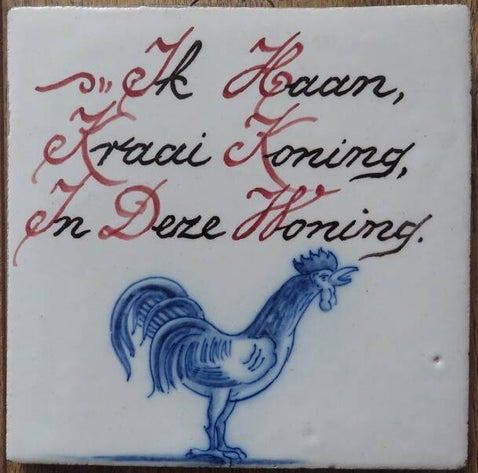 Ik Haan,
Kraai Koning,
In Deze Woning.